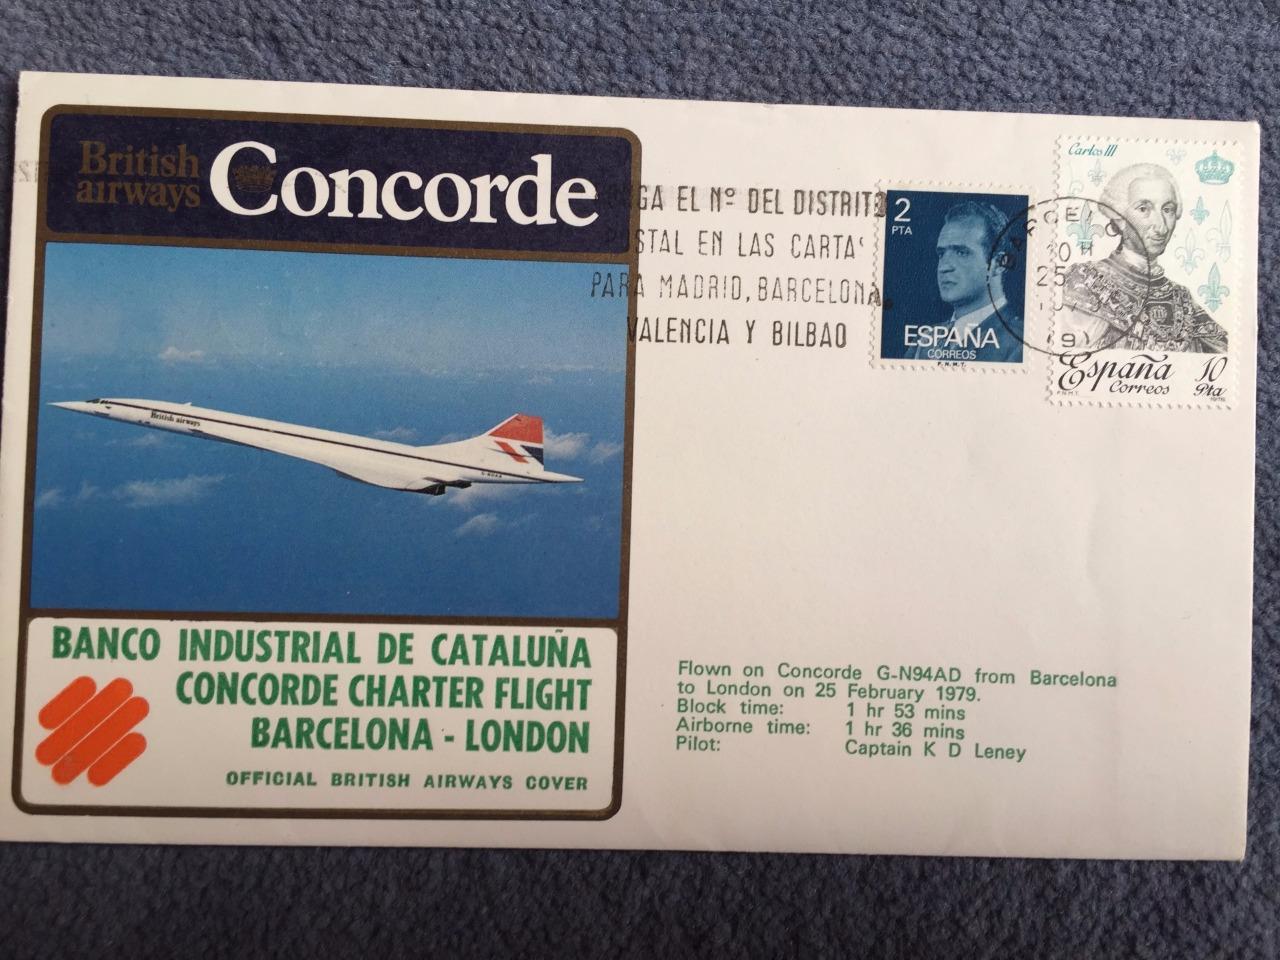 British
airways
Concorde
British airways
BANCO INDUSTRIAL DE CATALUÑA
CONCORDE CHARTER FLIGHT
BARCELONA - LONDON
OFFICIAL BRITISH AIRWAYS COVER
EL Nº DEL DISTRITO
EN LAS CARTAS
PARA MADRID, BARCELONA,
VALENCIA Y BILBAO
2
PTA
ESPAÑA
CORREOS
F.N.M.T.
10 H
25
Carlos III
España
Correos
10
Pta
F.N.M.T.
1978
Flown on Concorde G-N94AD from Barcelona
to London on 25 February 1979.
Block time: 1 hr 53 mins
Airborne time: 1 hr 36 mins
Pilot: Captain K D Leney